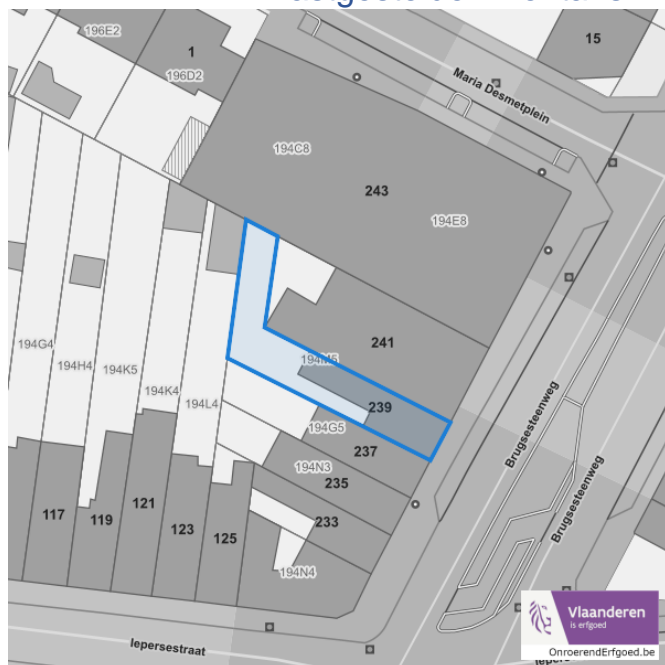 196E2
1
196D2
15
Maria Desmetplein
194C8
243
194E8
241
194G4
194H4
194K5
194K4
194L4
239
194G5
237
194N3
235
233
194N4
117
119
121
123
125
Brugsesteenweg
Brugsesteenweg
Iepersestraat
Vlaanderen
is erfgoed
OnroerendErfgoed.be